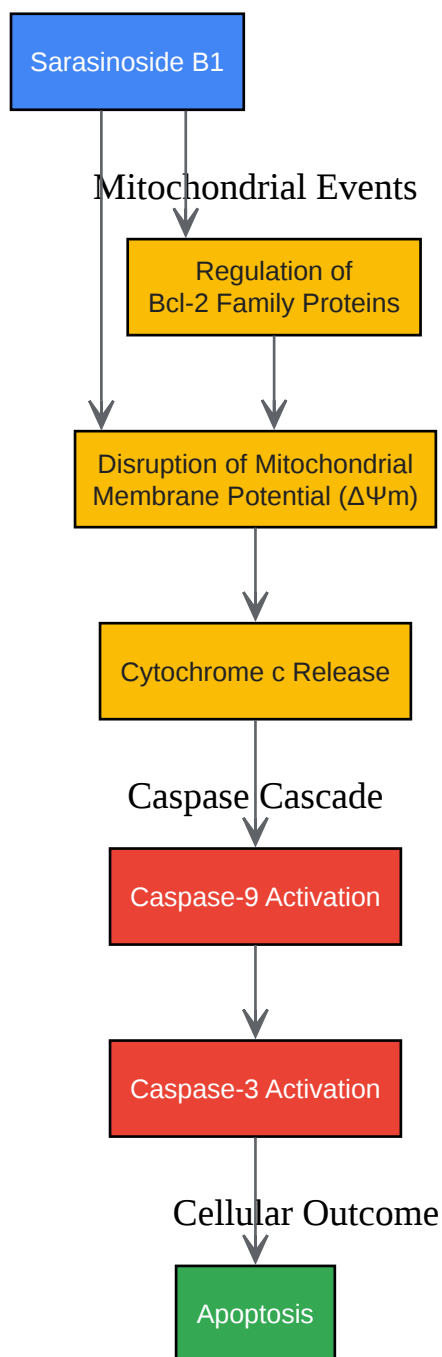 Sarasinoside B1
Mitochondrial Events
Regulation of
Bcl-2 Family Proteins
Disruption of Mitochondrial
Membrane Potential (ΔΨm)
Cytochrome c Release
Caspase Cascade
Caspase-9 Activation
Caspase-3 Activation
Cellular Outcome
Apoptosis